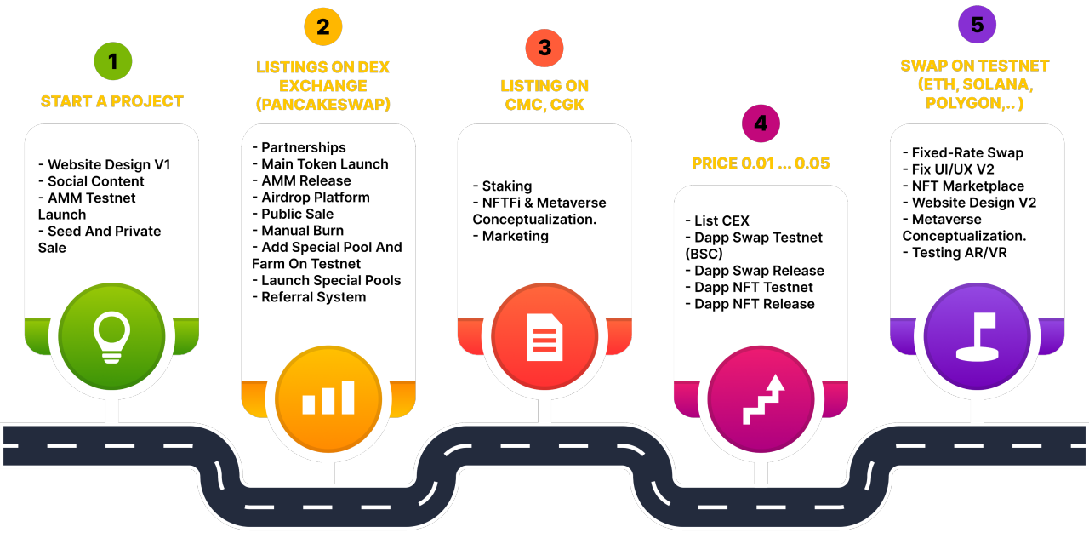 1
START A PROJECT
- Website Design V1
- Social Content
- AMM Testnet
Launch
- Seed And Private
Sale
2
LISTINGS ON DEX
EXCHANGE
(PANCAKESWAP)
- Partnerships
- Main Token Launch
- AMM Release
- Airdrop Platform
- Public Sale
- Manual Burn
- Add Special Pool And
Farm On Testnet
- Launch Special Pools
- Referral System
3
LISTING ON
CMC, CGK
- Staking
- NFTFi & Metaverse
Conceptualization.
- Marketing
4
PRICE 0.01 ... 0.05
- List CEX
- Dapp Swap Testnet
(BSC)
- Dapp Swap Release
- Dapp NFT Testnet
- Dapp NFT Release
5
SWAP ON TESTNET
(ETH, SOLANA,
POLYGON,.. )
- Fixed-Rate Swap
- Fix UI/UX V2
- NFT Marketplace
- Website Design V2
- Metaverse
Conceptualization.
- Testing AR/VR